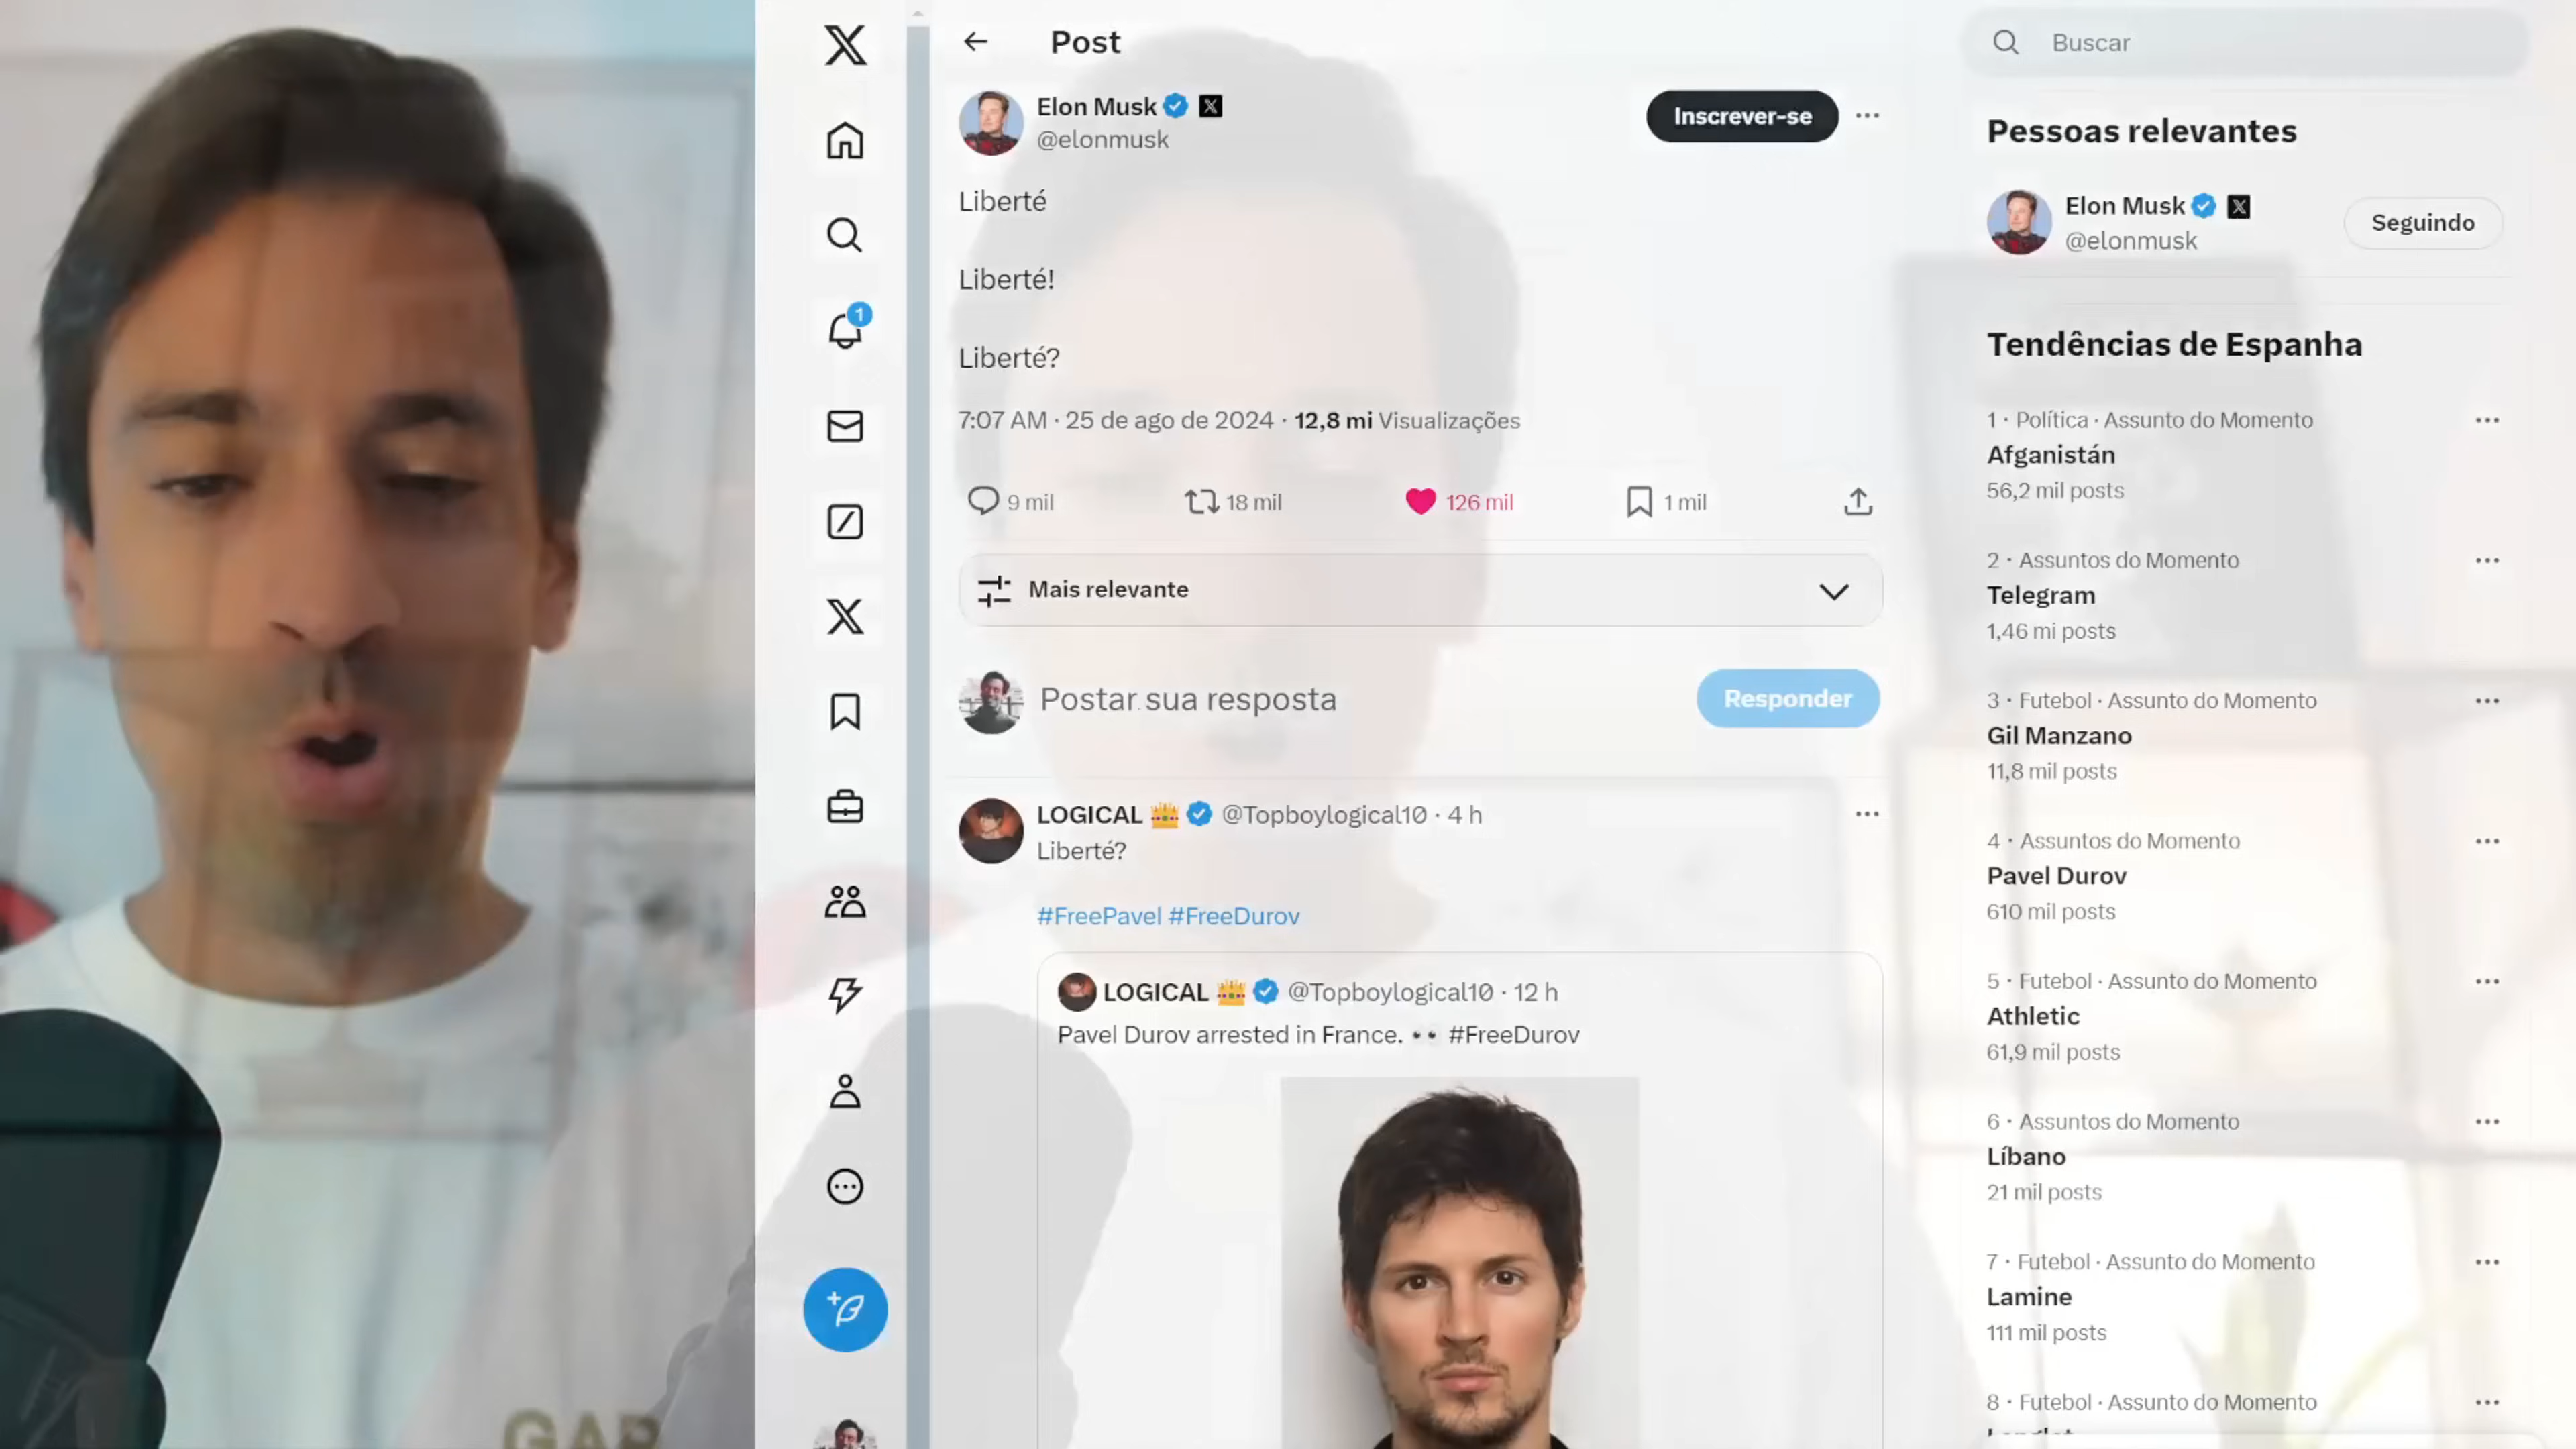 Post
Elon Musk
@elonmusk
Inscrever-se
Liberté
Liberté!
Liberté?
7:07 AM · 25 de ago de 2024 · 12,8 mi Visualizações
9 mil
18 mil
126 mil
1 mil
Mais relevante
Postar sua resposta
Responder
LOGICAL 👑 @Topboylogical10 · 4 h
Liberté?
#FreePavel #FreeDurov
LOGICAL 👑 @Topboylogical10 · 12 h
Pavel Durov arrested in France. 👀 #FreeDurov
1
Buscar
Pessoas relevantes
Elon Musk
@elonmusk
Seguindo
Tendências de Espanha
1 · Política · Assunto do Momento
Afganistán
56,2 mil posts
2 · Assuntos do Momento
Telegram
1,46 mi posts
3 · Futebol · Assunto do Momento
Gil Manzano
11,8 mil posts
4 · Assuntos do Momento
Pavel Durov
610 mil posts
5 · Futebol · Assunto do Momento
Athletic
61,9 mil posts
6 · Assuntos do Momento
Líbano
21 mil posts
7 · Futebol · Assunto do Momento
Lamine
111 mil posts
8 · Futebol · Assunto do Momento